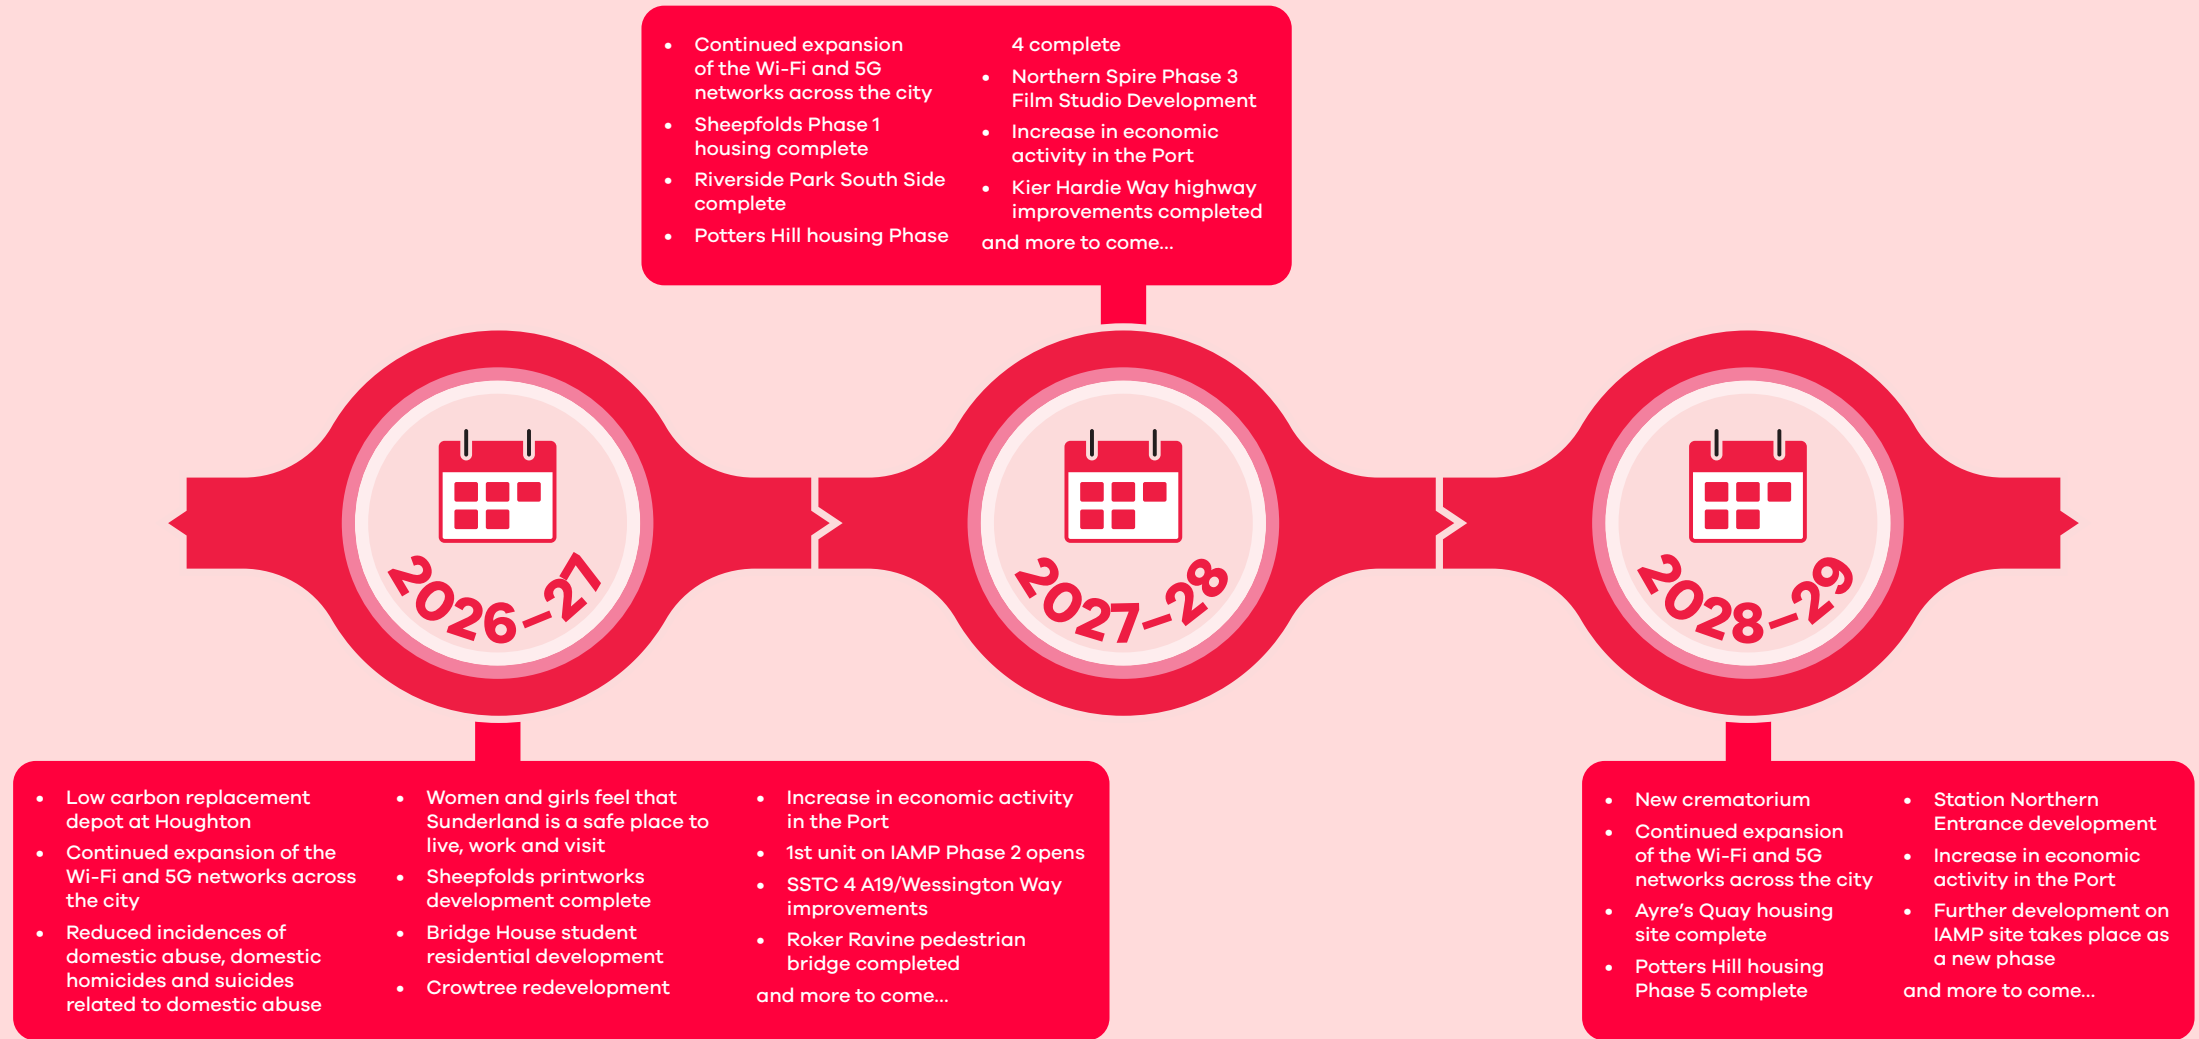 • Continued expansion
of the Wi-Fi and 5G
networks across the city
• Sheepfolds Phase 1
housing complete
• Riverside Park South Side
complete
• Potters Hill housing Phase
4 complete
• Northern Spire Phase 3
Film Studio Development
• Increase in economic
activity in the Port
• Kier Hardie Way highway
improvements completed
and more to come...
2026–27
2027–28
2028–29
• Low carbon replacement
depot at Houghton
• Continued expansion of the
Wi-Fi and 5G networks across
the city
• Reduced incidences of
domestic abuse, domestic
homicides and suicides
related to domestic abuse
• Women and girls feel that
Sunderland is a safe place to
live, work and visit
• Sheepfolds printworks
development complete
• Bridge House student
residential development
• Crowtree redevelopment
• Increase in economic activity
in the Port
• 1st unit on IAMP Phase 2 opens
• SSTC 4 A19/Wessington Way
improvements
• Roker Ravine pedestrian
bridge completed
and more to come...
• New crematorium
• Continued expansion
of the Wi-Fi and 5G
networks across the city
• Ayre’s Quay housing
site complete
• Potters Hill housing
Phase 5 complete
• Station Northern
Entrance development
• Increase in economic
activity in the Port
• Further development on
IAMP site takes place as
a new phase
and more to come...